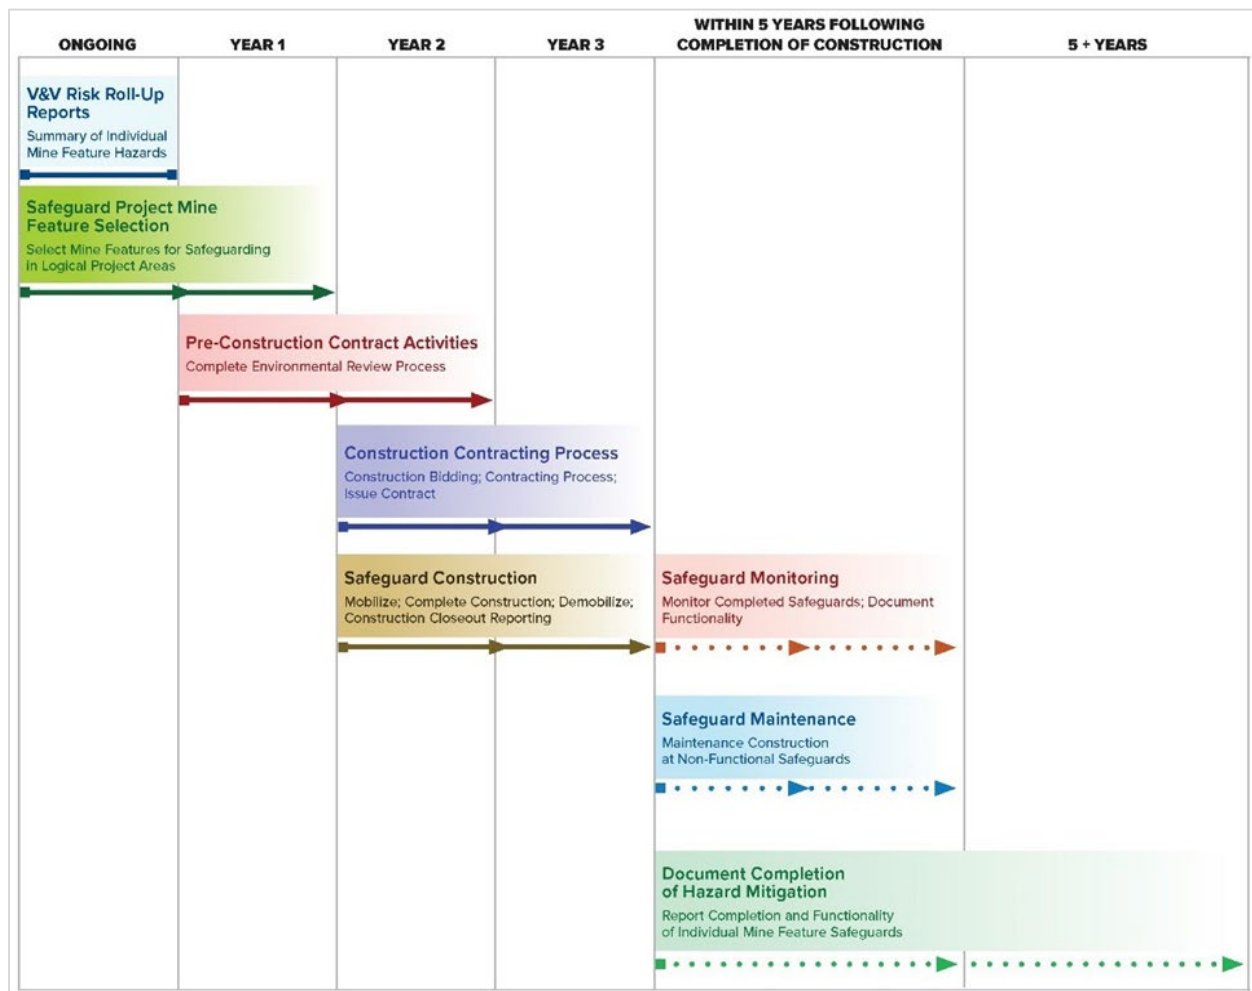 WITHIN 5 YEARS FOLLOWING
ONGOING YEAR 1 YEAR 2 YEAR 3 COMPLETION OF CONSTRUCTION 5 + YEARS
V&V Risk Roll-Up
Reports
Summary of Individual
Mine Feature Hazards
Safeguard Project Mine
Feature Selection
Select Mine Features for Safeguarding
in Logical Project Areas
Pre-Construction Contract Activities
Complete Environmental Review Process
Construction Contracting Process
Construction Bidding; Contracting Process;
Issue Contract
Safeguard Construction
Mobilize; Complete Construction; Demobilize;
Construction Closeout Reporting
Safeguard Monitoring
Monitor Completed Safeguards; Document
Functionality
Safeguard Maintenance
Maintenance Construction
at Non-Functional Safeguards
Document Completion
of Hazard Mitigation
Report Completion and Functionality
of Individual Mine Feature Safeguards